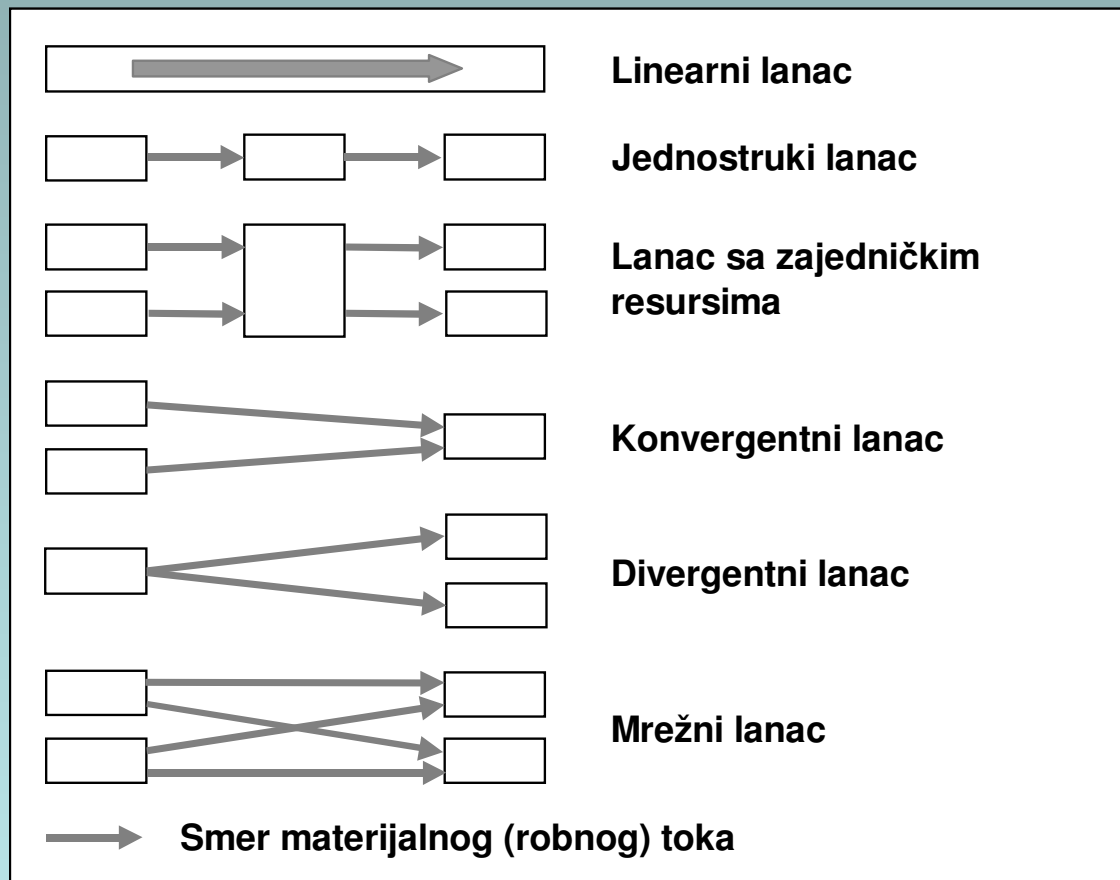 Linearni lanac
Jednostruki lanac
Lanac sa zajedničkim
resursima
Konvergentni lanac
Divergentni lanac
Mrežni lanac
Smer materijalnog (robnog) toka